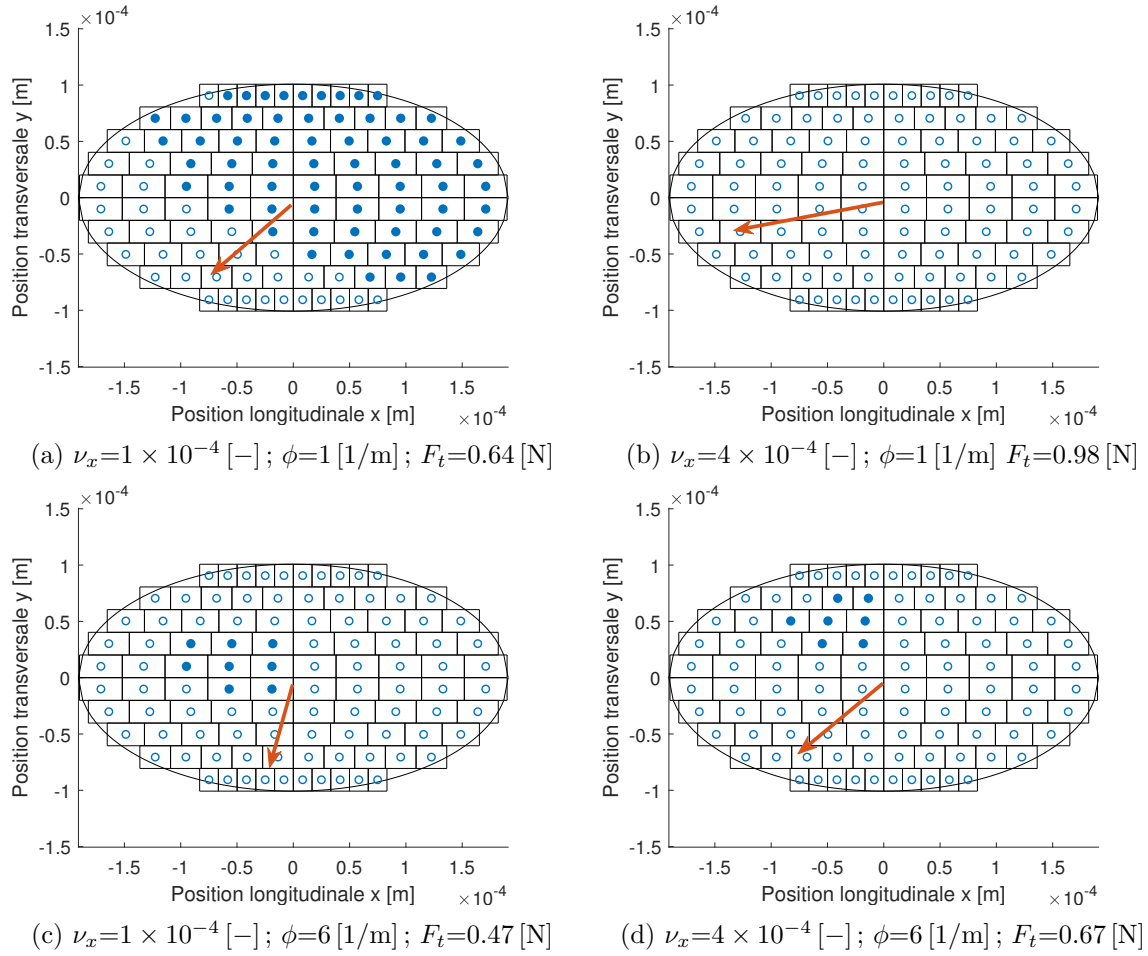 ×10⁻⁴
1.5
1
0.5
0
-0.5
-1
-1.5
Position transversale y [m]
-1.5 -1 -0.5 0 0.5 1 1.5
Position longitudinale x [m] ×10⁻⁴
(a) νₓ=1 × 10⁻⁴ [−] ; ϕ=1 [1/m] ; Fₜ=0.64 [N]
×10⁻⁴
1.5
1
0.5
0
-0.5
-1
-1.5
Position transversale y [m]
-1.5 -1 -0.5 0 0.5 1 1.5
Position longitudinale x [m] ×10⁻⁴
(b) νₓ=4 × 10⁻⁴ [−] ; ϕ=1 [1/m] Fₜ=0.98 [N]
×10⁻⁴
1.5
1
0.5
0
-0.5
-1
-1.5
Position transversale y [m]
-1.5 -1 -0.5 0 0.5 1 1.5
Position longitudinale x [m] ×10⁻⁴
(c) νₓ=1 × 10⁻⁴ [−] ; ϕ=6 [1/m] ; Fₜ=0.47 [N]
×10⁻⁴
1.5
1
0.5
0
-0.5
-1
-1.5
Position transversale y [m]
-1.5 -1 -0.5 0 0.5 1 1.5
Position longitudinale x [m] ×10⁻⁴
(d) νₓ=4 × 10⁻⁴ [−] ; ϕ=6 [1/m] ; Fₜ=0.67 [N]